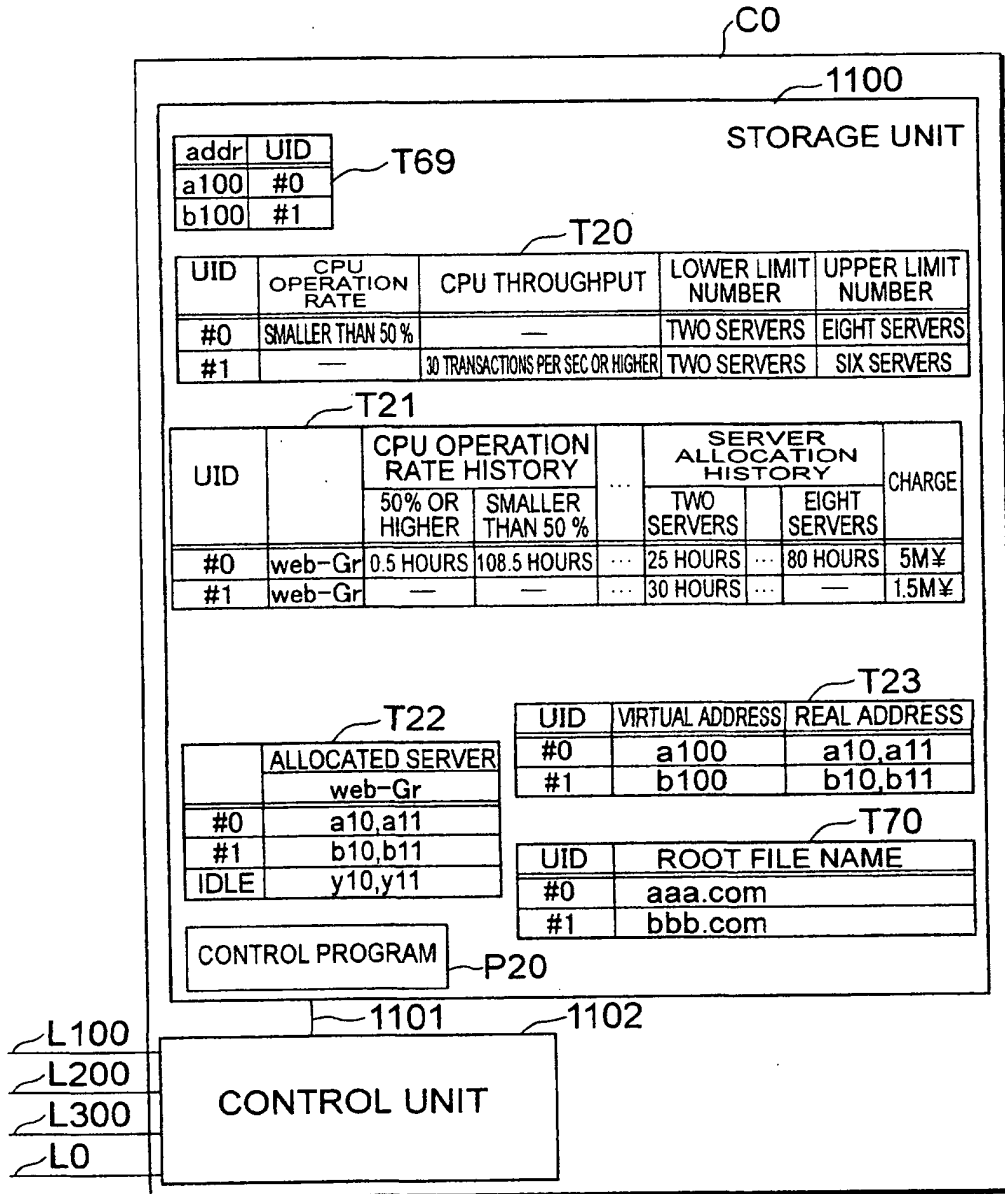 C0
1100
STORAGE UNIT
addr UID
a100 #0
b100 #1
T69
T20
UID CPU OPERATION RATE CPU THROUGHPUT LOWER LIMIT NUMBER UPPER LIMIT NUMBER
#0 SMALLER THAN 50 % — TWO SERVERS EIGHT SERVERS
#1 — 30 TRANSACTIONS PER SEC OR HIGHER TWO SERVERS SIX SERVERS
T21
UID CPU OPERATION RATE HISTORY ... SERVER ALLOCATION HISTORY CHARGE
50% OR HIGHER SMALLER THAN 50 % TWO SERVERS EIGHT SERVERS
#0 web-Gr 0.5 HOURS 108.5 HOURS ... 25 HOURS ... 80 HOURS 5M¥
#1 web-Gr — — ... 30 HOURS ... — 1.5M¥
T22
ALLOCATED SERVER
web-Gr
#0 a10,a11
#1 b10,b11
IDLE y10,y11
T23
UID VIRTUAL ADDRESS REAL ADDRESS
#0 a100 a10,a11
#1 b100 b10,b11
T70
UID ROOT FILE NAME
#0 aaa.com
#1 bbb.com
CONTROL PROGRAM
P20
1101
1102
L100
L200
L300
L0
CONTROL UNIT